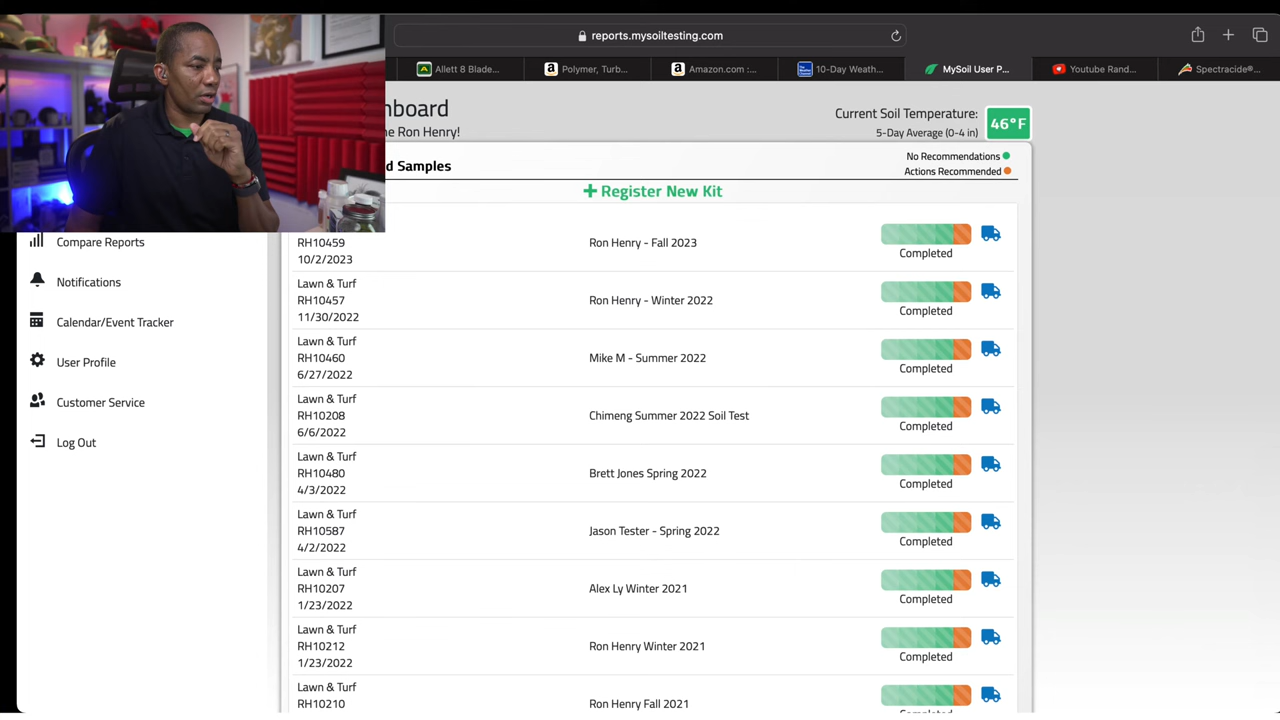 reports.mysoiltesting.com
Allett 8 Blade...
Polymer, Turb...
Amazon.com :...
10-Day Weath...
MySoil User P...
Youtube Rand...
Spectracide®...
hboard
Current Soil Temperature:
46°F
ne Ron Henry!
5-Day Average (0-4 in)
No Recommendations
d Samples
Actions Recommended
+ Register New Kit
Compare Reports
Notifications
Calendar/Event Tracker
User Profile
Customer Service
Log Out
RH10459
10/2/2023
Ron Henry - Fall 2023
Completed
Lawn & Turf
RH10457
11/30/2022
Ron Henry - Winter 2022
Completed
Lawn & Turf
RH10460
6/27/2022
Mike M - Summer 2022
Completed
Lawn & Turf
RH10208
6/6/2022
Chimeng Summer 2022 Soil Test
Completed
Lawn & Turf
RH10480
4/3/2022
Brett Jones Spring 2022
Completed
Lawn & Turf
RH10587
4/2/2022
Jason Tester - Spring 2022
Completed
Lawn & Turf
RH10207
1/23/2022
Alex Ly Winter 2021
Completed
Lawn & Turf
RH10212
1/23/2022
Ron Henry Winter 2021
Completed
Lawn & Turf
RH10210
Ron Henry Fall 2021